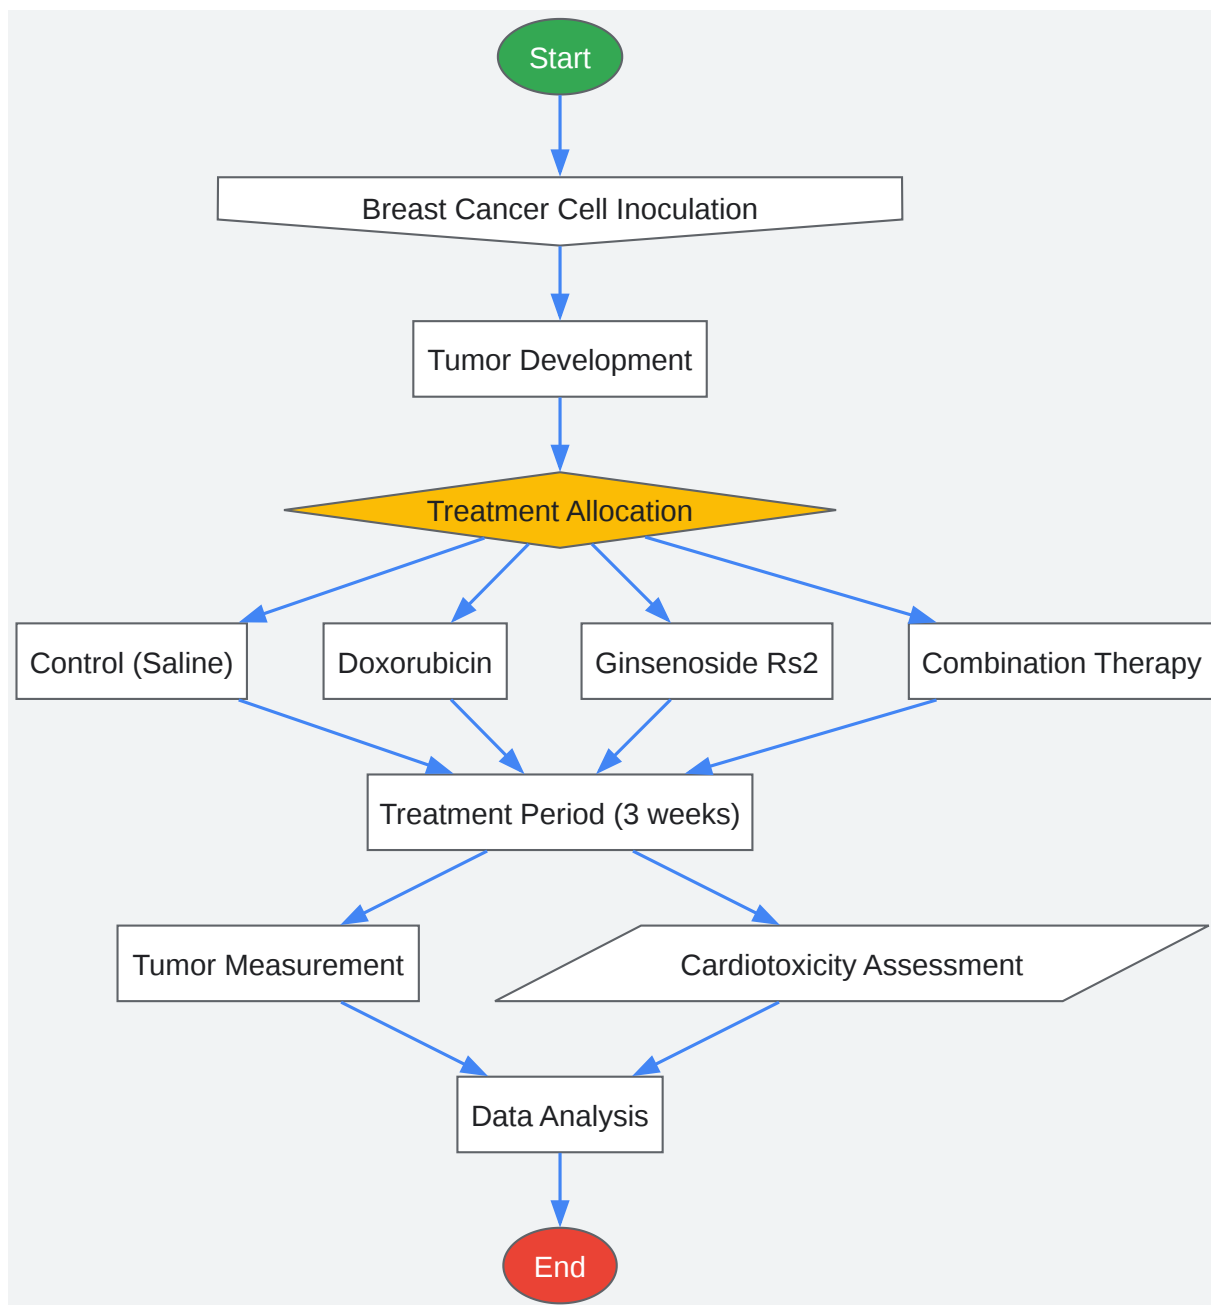 Start
Breast Cancer Cell Inoculation
Tumor Development
Treatment Allocation
Control (Saline)
Doxorubicin
Ginsenoside Rs2
Combination Therapy
Treatment Period (3 weeks)
Tumor Measurement
Cardiotoxicity Assessment
Data Analysis
End